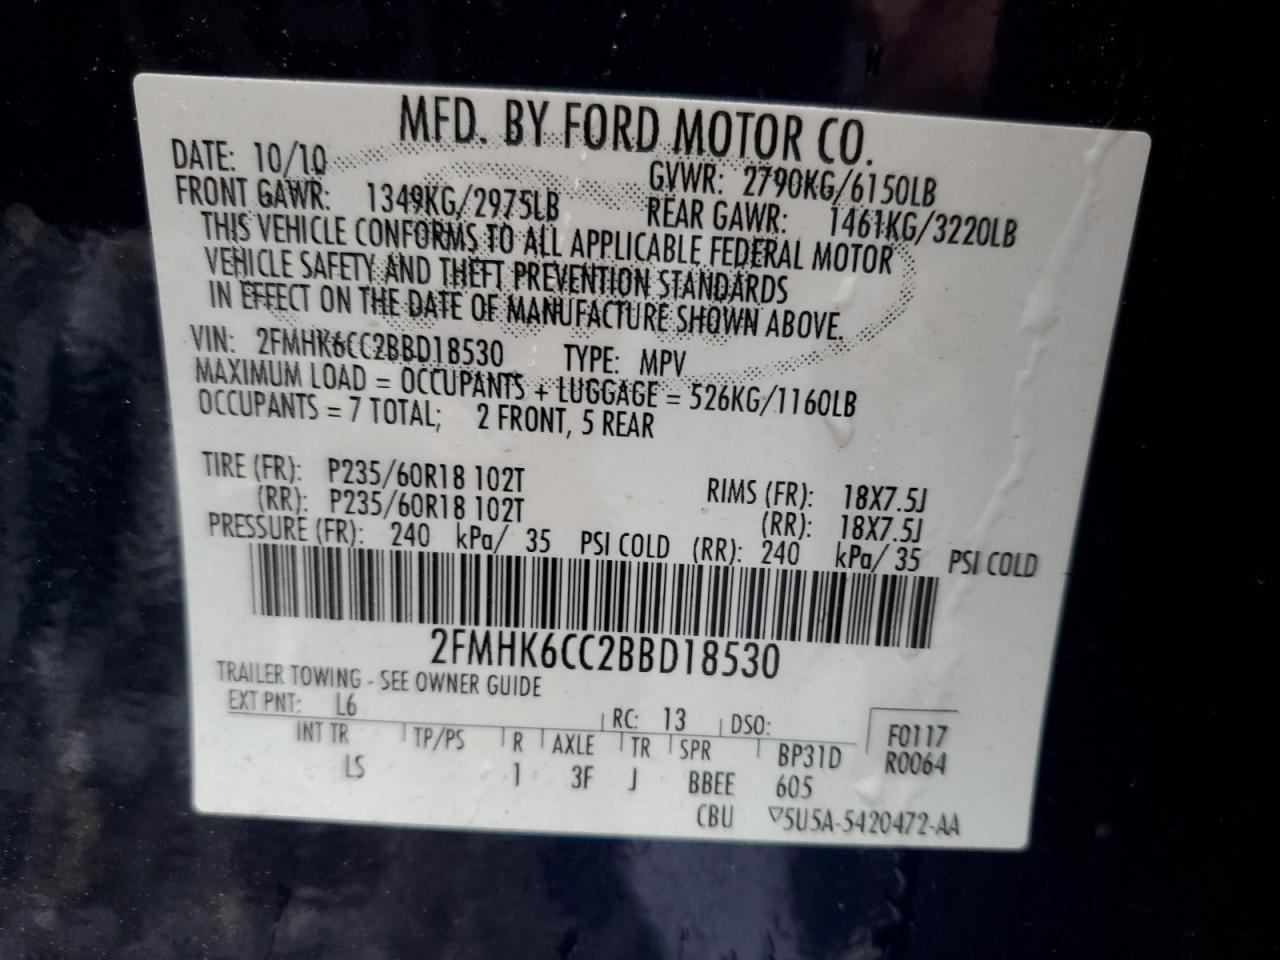 MFD. BY FORD MOTOR CO.
DATE: 10/10 GVWR: 2790KG/6150LB
FRONT GAWR: 1349KG/2975LB REAR GAWR: 1461KG/3220LB
THIS VEHICLE CONFORMS TO ALL APPLICABLE FEDERAL MOTOR
VEHICLE SAFETY AND THEFT PREVENTION STANDARDS
IN EFFECT ON THE DATE OF MANUFACTURE SHOWN ABOVE.
VIN: 2FMHK6CC2BBD18530 TYPE: MPV
MAXIMUM LOAD = OCCUPANTS + LUGGAGE = 526KG/1160LB
OCCUPANTS = 7 TOTAL; 2 FRONT, 5 REAR
TIRE (FR): P235/60R18 102T RIMS (FR): 18X7.5J
(RR): P235/60R18 102T (RR): 18X7.5J
PRESSURE (FR): 240 kPa/ 35 PSI COLD (RR): 240 kPa/ 35 PSI COLD
2FMHK6CC2BBD18530
TRAILER TOWING - SEE OWNER GUIDE
EXT PNT: L6 RC: 13 DSO: F0117
INT TR TP/PS R AXLE TR SPR BP31D R0064
LS 1 3F J BBEE 605
CBU ▽5U5A-5420472-AA